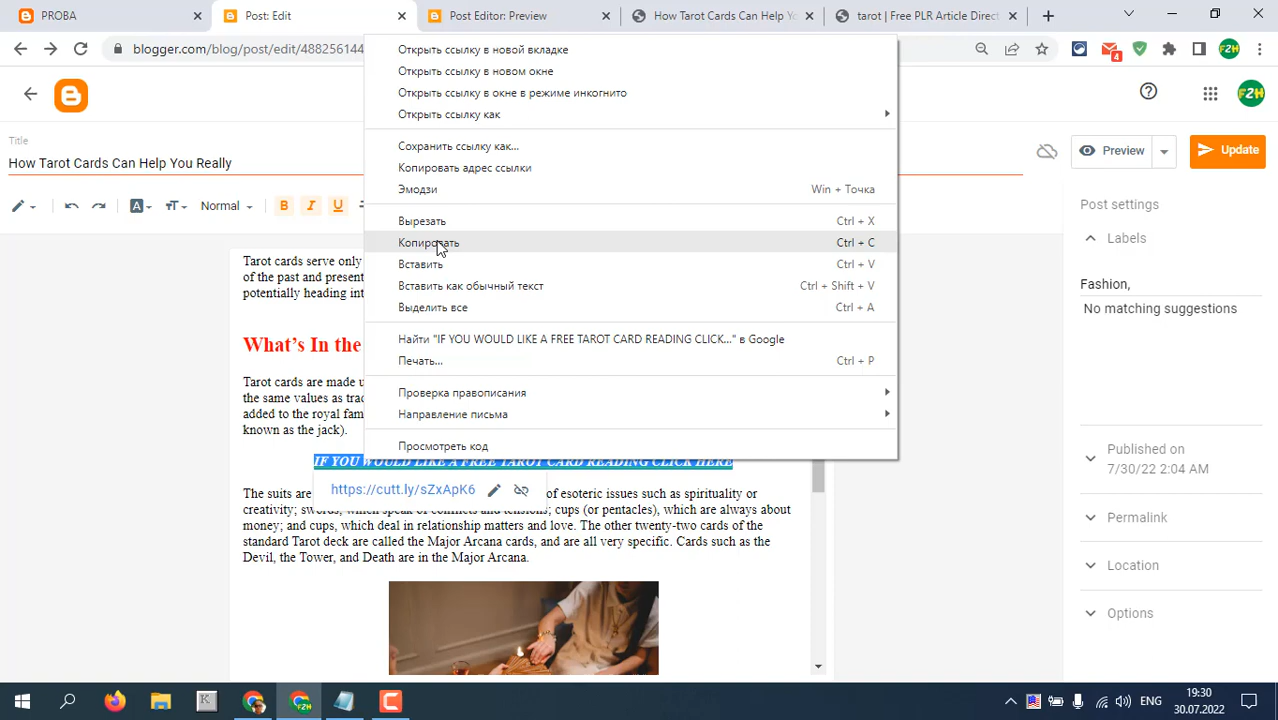 PROBA
Post: Edit
Post Editor: Preview
How Tarot Cards Can Help Yo
tarot | Free PLR Article Direct
blogger.com/blog/post/edit/488256144
4
F2H
F2H
Title
How Tarot Cards Can Help You Really
Preview
Update
Normal
B I U
Открыть ссылку в новой вкладке
Открыть ссылку в новом окне
Открыть ссылку в окне в режиме инкогнито
Открыть ссылку как
Сохранить ссылку как...
Копировать адрес ссылки
Эмодзи Win + Точка
Вырезать Ctrl + X
Копировать Ctrl + C
Вставить Ctrl + V
Вставить как обычный текст Ctrl + Shift + V
Выделить все Ctrl + A
Найти "IF YOU WOULD LIKE A FREE TAROT CARD READING CLICK..." в Google
Печать... Ctrl + P
Проверка правописания
Направление письма
Просмотреть код
Tarot cards serve only
of the past and present
potentially heading int
What's In the
Tarot cards are made u
the same values as trad
added to the royal fam
known as the jack).
IF YOU WOULD LIKE A FREE TAROT CARD READING CLICK HERE
https://cutt.ly/sZxApK6
The suits are of esoteric issues such as spirituality or
creativity; swords, which speak of conflicts and tensions; cups (or pentacles), which are always about
money; and cups, which deal in relationship matters and love. The other twenty-two cards of the
standard Tarot deck are called the Major Arcana cards, and are all very specific. Cards such as the
Devil, the Tower, and Death are in the Major Arcana.
Post settings
Labels
Fashion,
No matching suggestions
Published on
7/30/22 2:04 AM
Permalink
Location
Options
F2H
ENG
19:30
30.07.2022